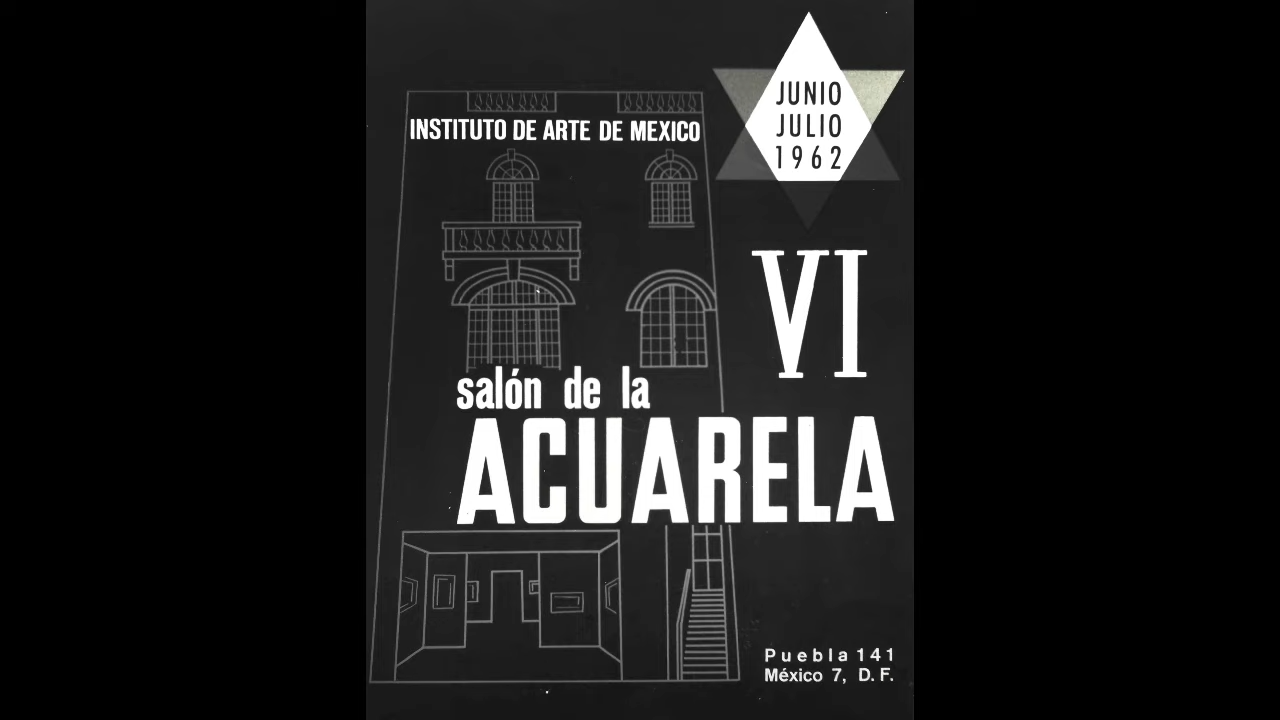 JUNIO
JULIO
1962
INSTITUTO DE ARTE DE MEXICO
VI
salón de la
ACUARELA
Puebla 141
México 7, D.F.